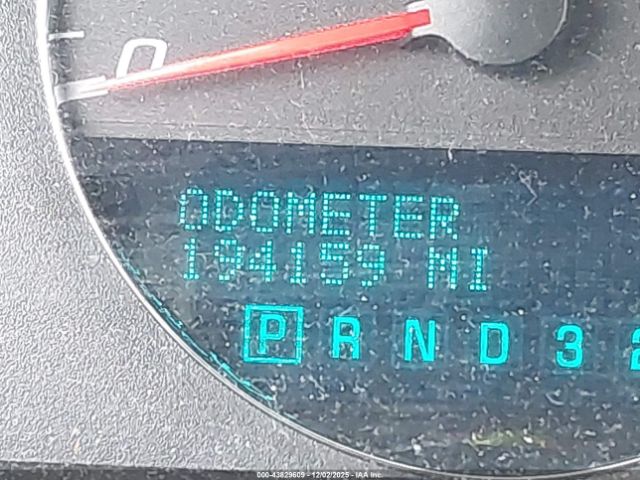 0
ODOMETER
194159 MI
P R N D 3 2
000-43829609 - 12/02/2025 - IAA Inc.